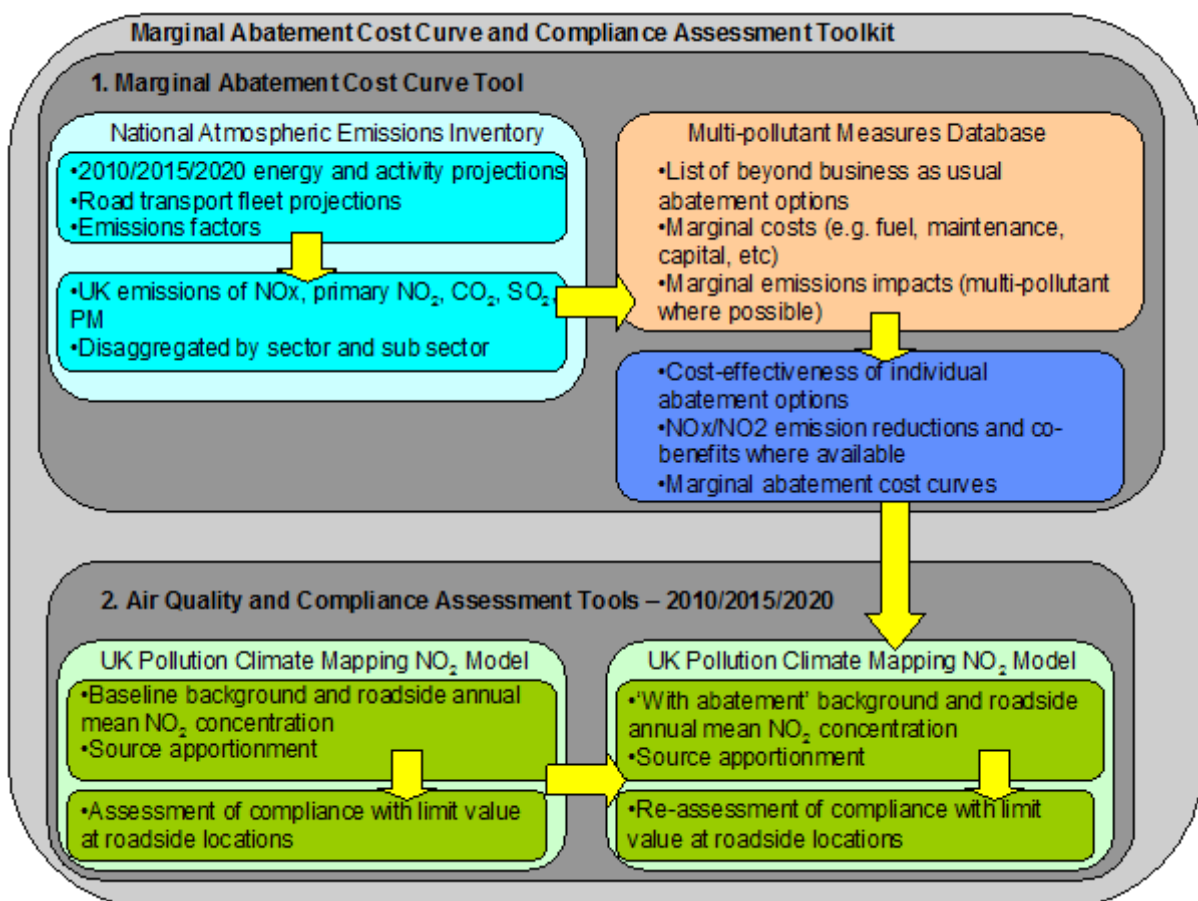 Marginal Abatement Cost Curve and Compliance Assessment Toolkit
1. Marginal Abatement Cost Curve Tool
National Atmospheric Emissions Inventory
•2010/2015/2020 energy and activity projections
•Road transport fleet projections
•Emissions factors
•UK emissions of NOx, primary NO₂, CO₂, SO₂,
PM
•Disaggregated by sector and sub sector
Multi-pollutant Measures Database
•List of beyond business as usual
abatement options
•Marginal costs (e.g. fuel, maintenance,
capital, etc)
•Marginal emissions impacts (multi-pollutant
where possible)
•Cost-effectiveness of individual
abatement options
•NOx/NO2 emission reductions and co-
benefits where available
•Marginal abatement cost curves
2. Air Quality and Compliance Assessment Tools – 2010/2015/2020
UK Pollution Climate Mapping NO₂ Model
•Baseline background and roadside annual
mean NO₂ concentration
•Source apportionment
•Assessment of compliance with limit value
at roadside locations
UK Pollution Climate Mapping NO₂ Model
•‘With abatement’ background and roadside
annual mean NO₂ concentration
•Source apportionment
•Re-assessment of compliance with limit
value at roadside locations